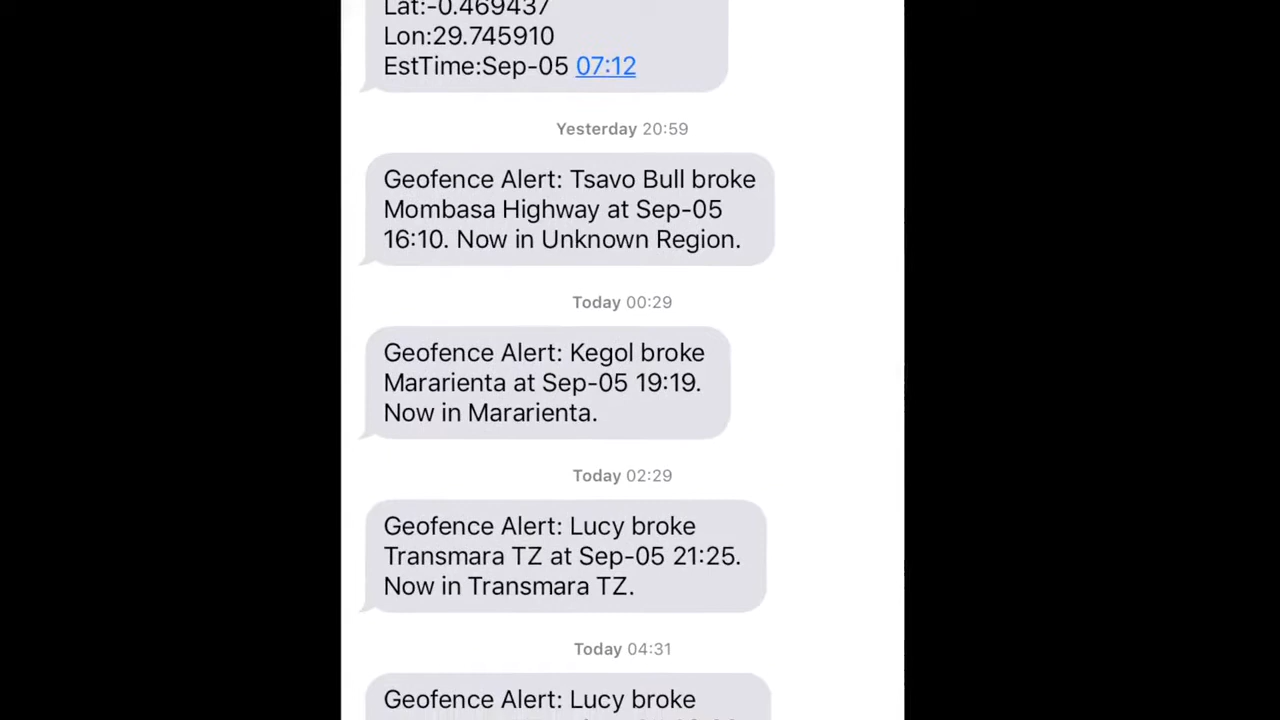 Lat:-0.469437
Lon:29.745910
EstTime:Sep-05 07:12
Yesterday 20:59
Geofence Alert: Tsavo Bull broke
Mombasa Highway at Sep-05
16:10. Now in Unknown Region.
Today 00:29
Geofence Alert: Kegol broke
Mararienta at Sep-05 19:19.
Now in Mararienta.
Today 02:29
Geofence Alert: Lucy broke
Transmara TZ at Sep-05 21:25.
Now in Transmara TZ.
Today 04:31
Geofence Alert: Lucy broke